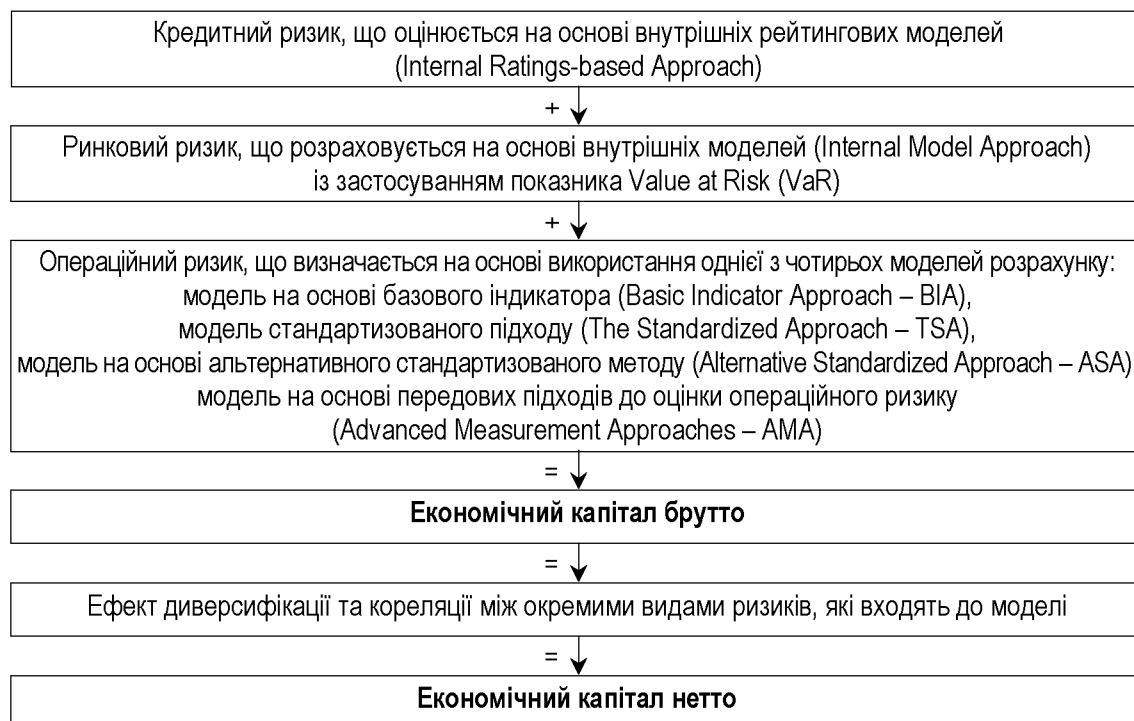 Кредитний ризик, що оцінюється на основі внутрішніх рейтингових моделей
(Internal Ratings-based Approach)
+
Ринковий ризик, що розраховується на основі внутрішніх моделей (Internal Model Approach)
із застосуванням показника Value at Risk (VaR)
+
Операційний ризик, що визначається на основі використання однієї з чотирьох моделей розрахунку:
модель на основі базового індикатора (Basic Indicator Approach – BIA),
модель стандартизованого підходу (The Standardized Approach – TSA),
модель на основі альтернативного стандартизованого методу (Alternative Standardized Approach – ASA)
модель на основі передових підходів до оцінки операційного ризику
(Advanced Measurement Approaches – AMA)
=
Економічний капітал брутто
=
Ефект диверсифікації та кореляції між окремими видами ризиків, які входять до моделі
=
Економічний капітал нетто